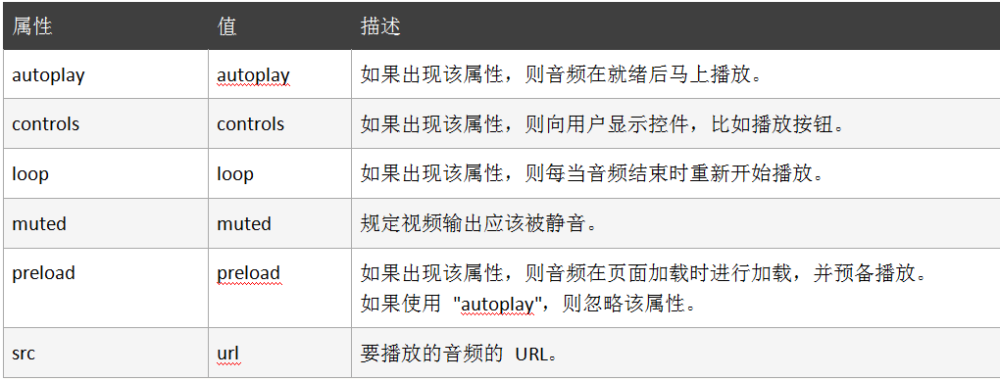 属性 值 描述
autoplay autoplay 如果出现该属性，则音频在就绪后马上播放。
controls controls 如果出现该属性，则向用户显示控件，比如播放按钮。
loop loop 如果出现该属性，则每当音频结束时重新开始播放。
muted muted 规定视频输出应该被静音。
preload preload 如果出现该属性，则音频在页面加载时进行加载，并预备播放。
如果使用 "autoplay"，则忽略该属性。
src url 要播放的音频的 URL。